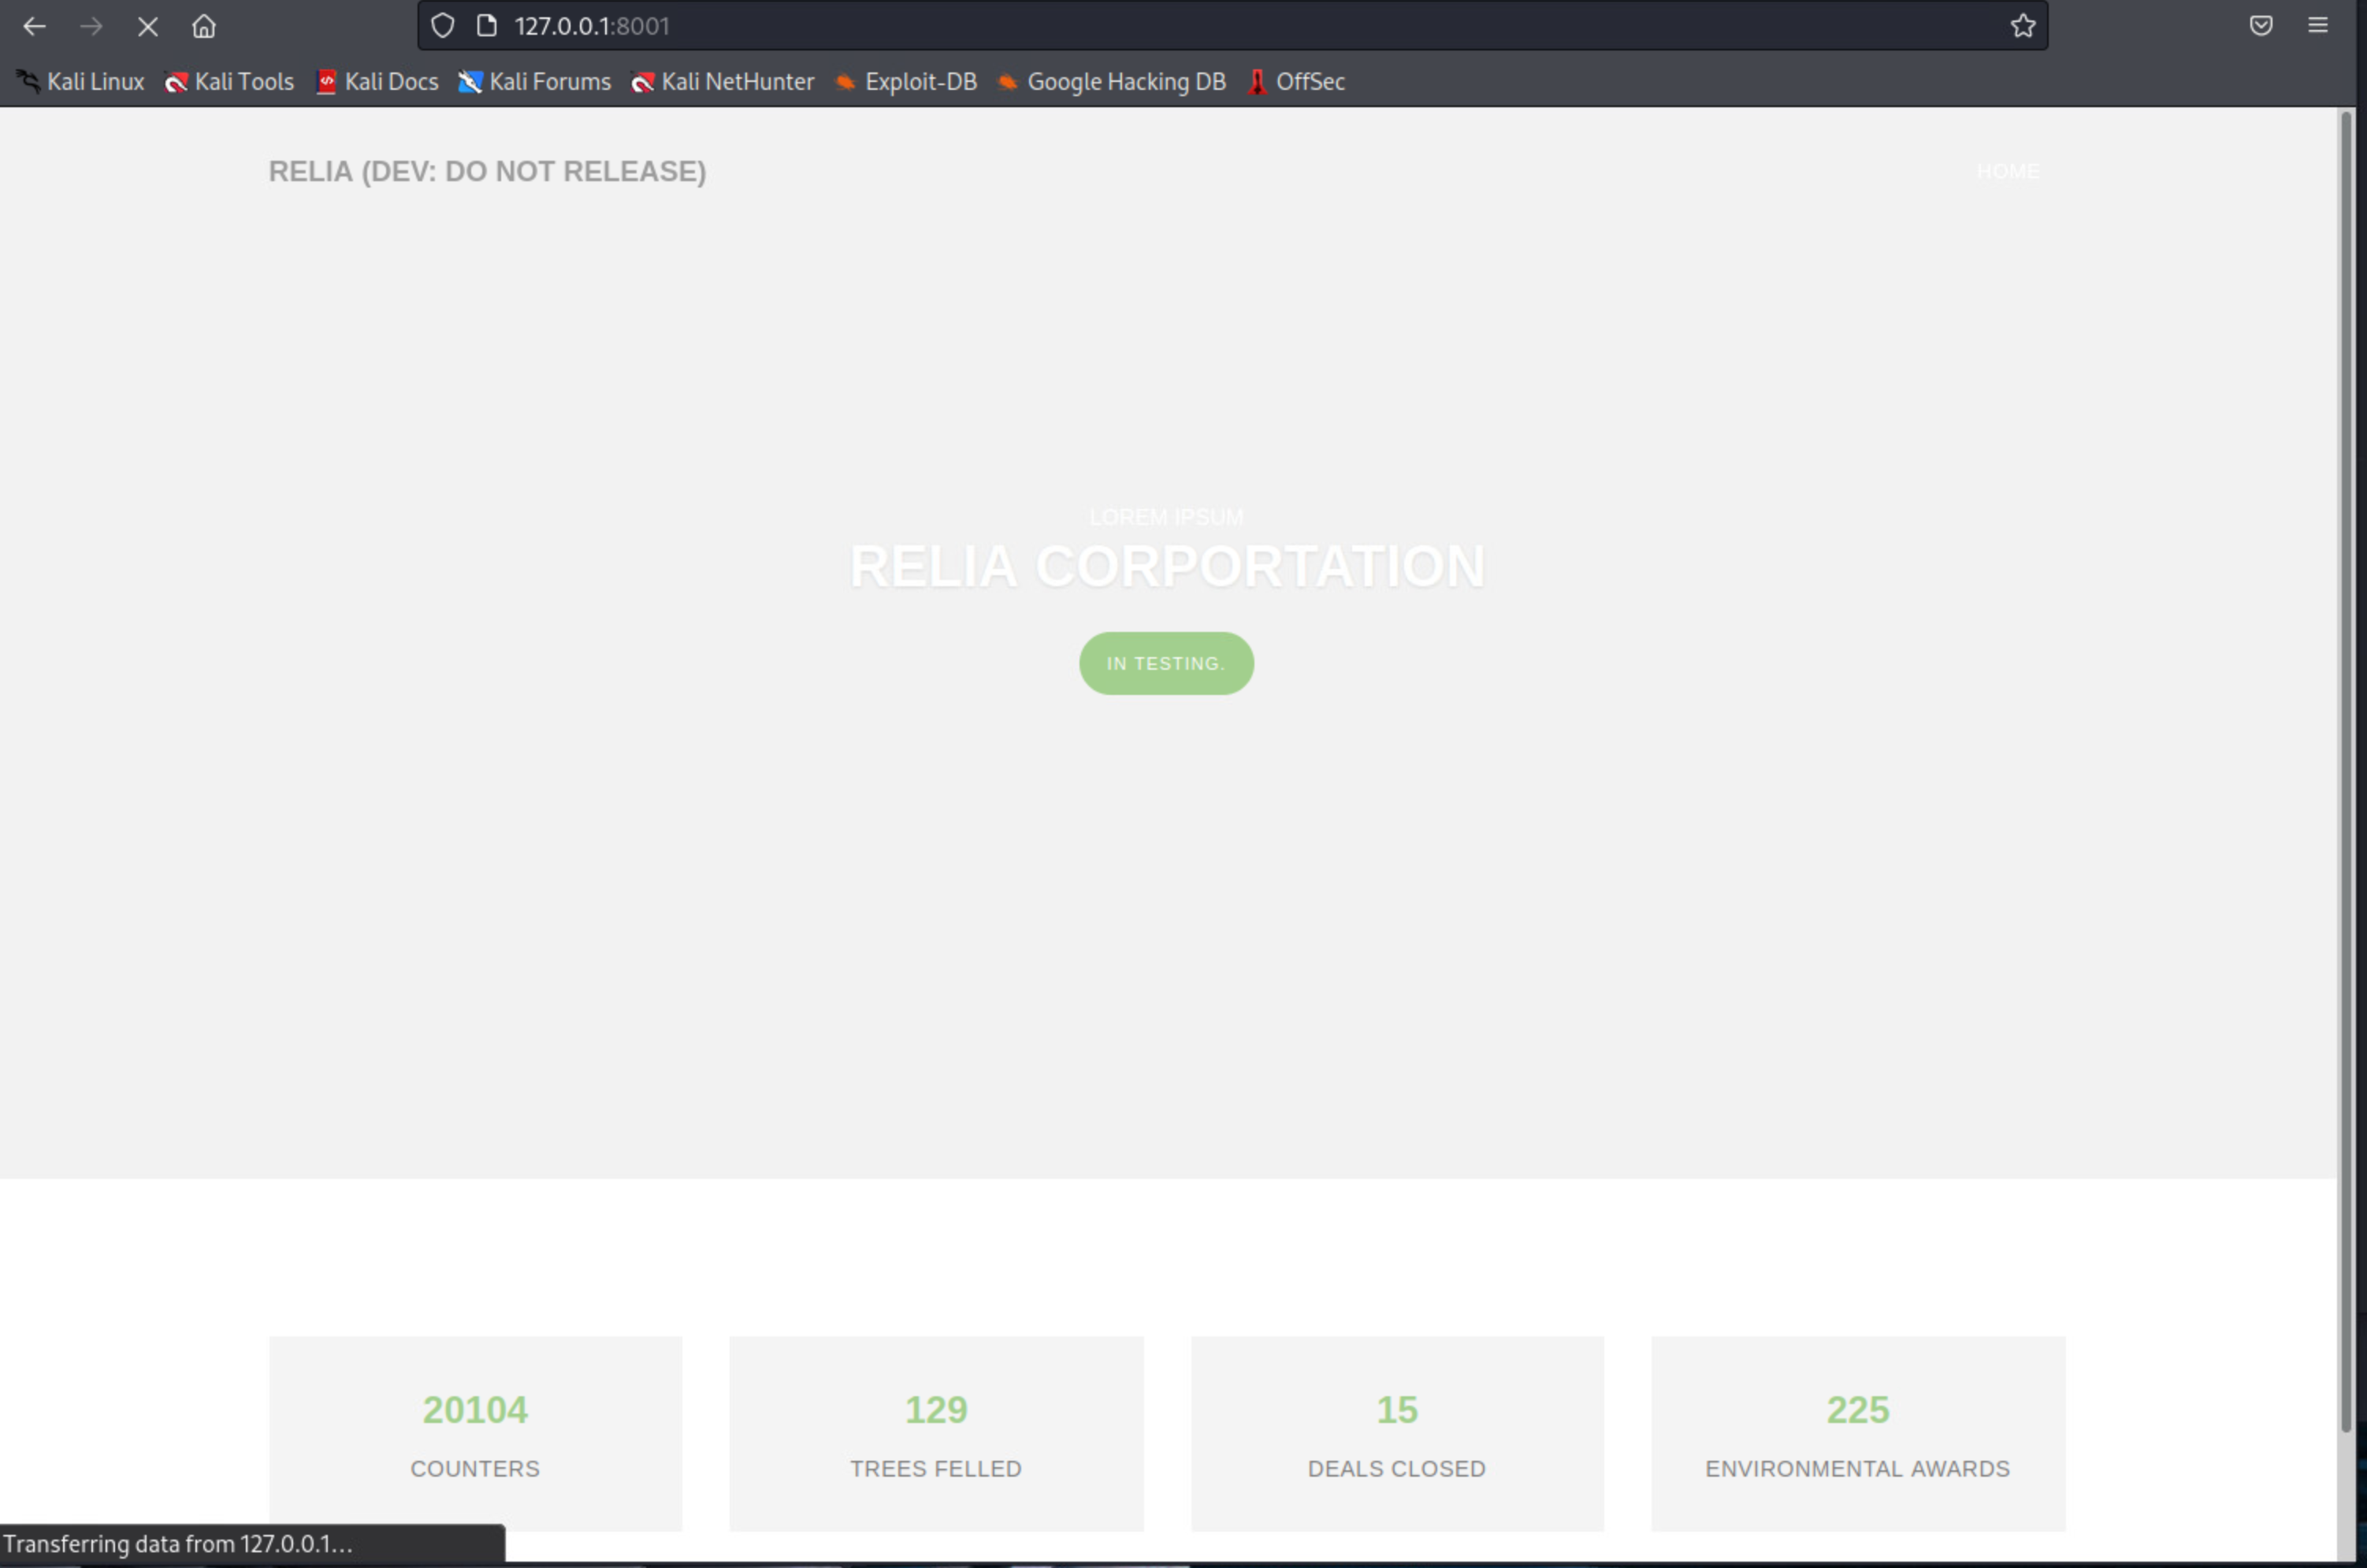 127.0.0.1:8001
Kali Linux Kali Tools Kali Docs Kali Forums Kali NetHunter Exploit-DB Google Hacking DB OffSec
RELIA (DEV: DO NOT RELEASE) HOME
LOREM IPSUM
RELIA CORPORTATION
IN TESTING.
20104 129 15 225
COUNTERS TREES FELLED DEALS CLOSED ENVIRONMENTAL AWARDS
Transferring data from 127.0.0.1...